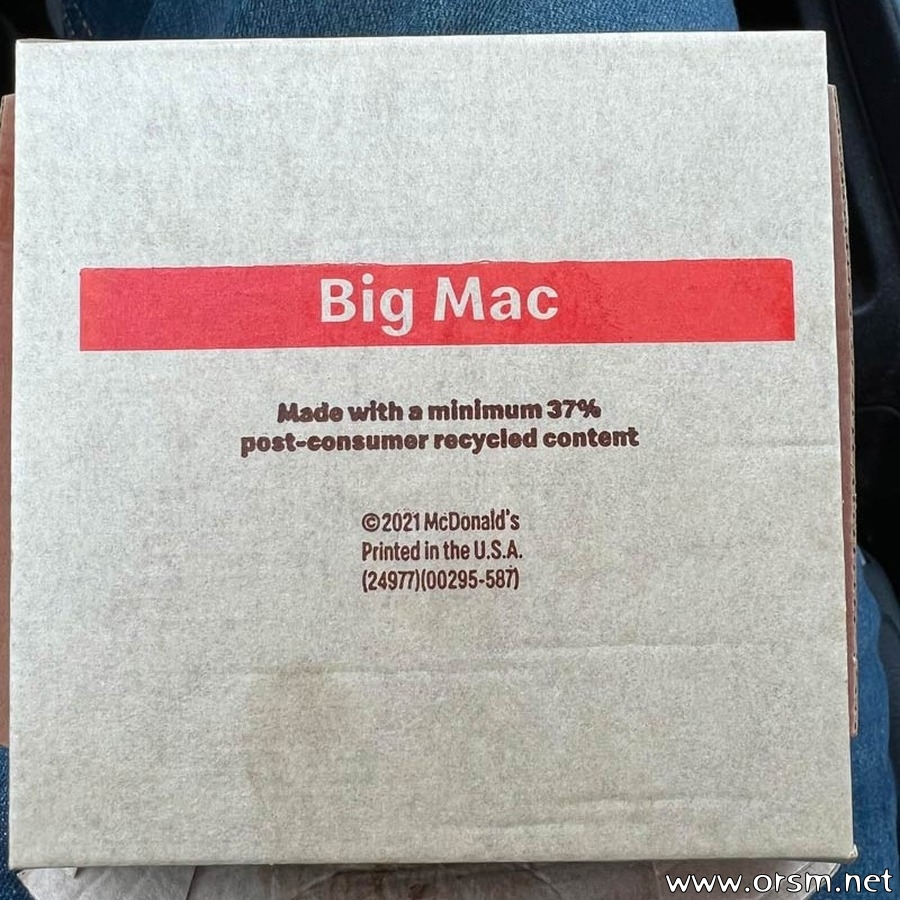 Big Mac
Made with a minimum 37%
post-consumer recycled content
©2021 McDonald's
Printed in the U.S.A.
(24977)(00295-587)
www.orsm.net